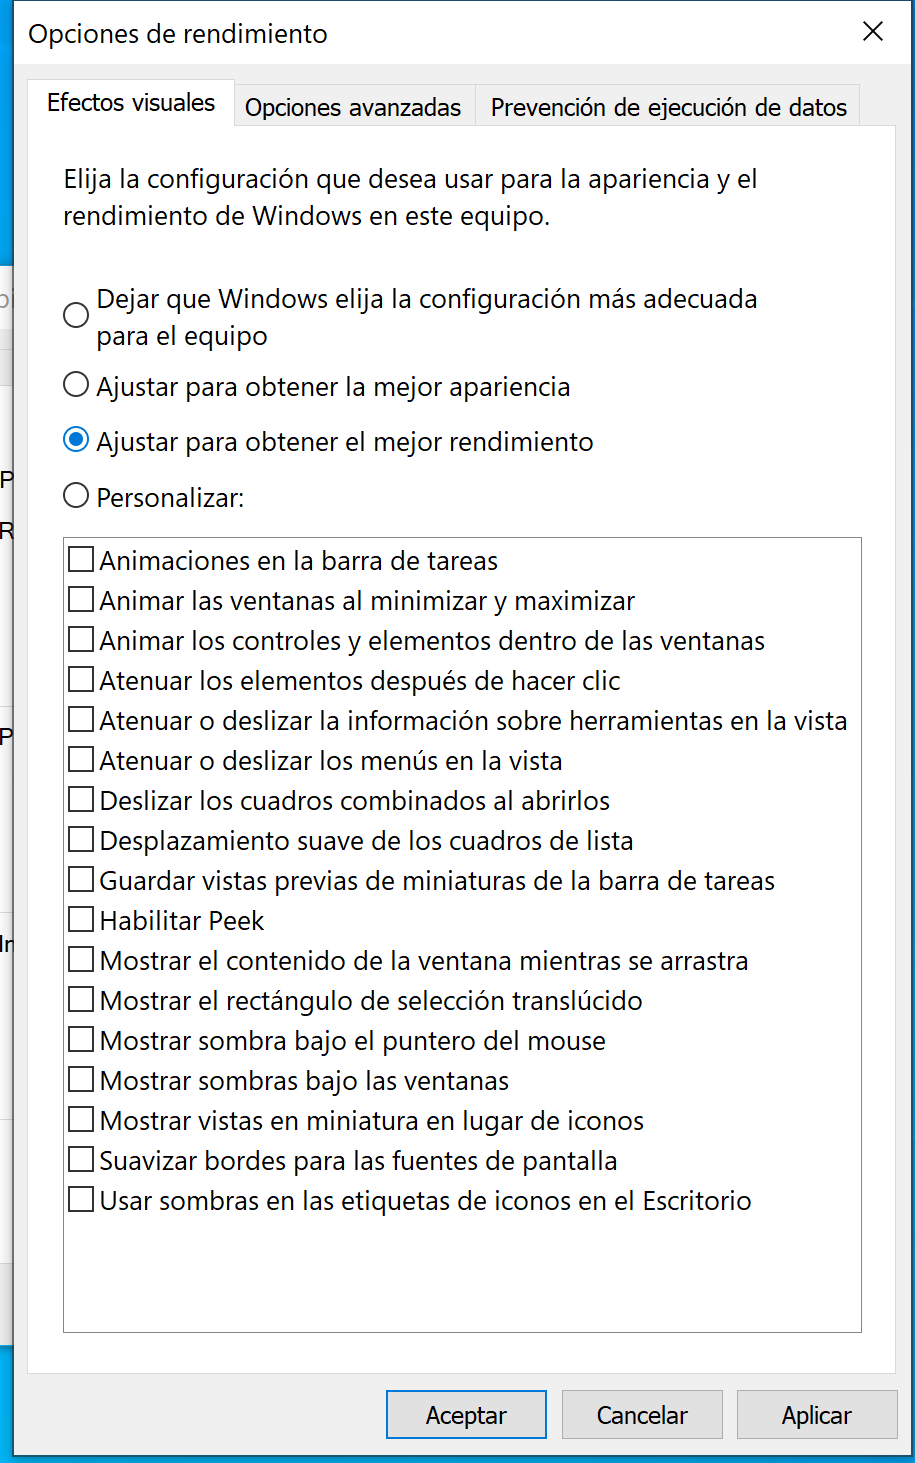 Opciones de rendimiento
Efectos visuales
Opciones avanzadas
Prevención de ejecución de datos
Elija la configuración que desea usar para la apariencia y el
rendimiento de Windows en este equipo.
Dejar que Windows elija la configuración más adecuada
para el equipo
Ajustar para obtener la mejor apariencia
Ajustar para obtener el mejor rendimiento
Personalizar:
Animaciones en la barra de tareas
Animar las ventanas al minimizar y maximizar
Animar los controles y elementos dentro de las ventanas
Atenuar los elementos después de hacer clic
Atenuar o deslizar la información sobre herramientas en la vista
Atenuar o deslizar los menús en la vista
Deslizar los cuadros combinados al abrirlos
Desplazamiento suave de los cuadros de lista
Guardar vistas previas de miniaturas de la barra de tareas
Habilitar Peek
Mostrar el contenido de la ventana mientras se arrastra
Mostrar el rectángulo de selección translúcido
Mostrar sombra bajo el puntero del mouse
Mostrar sombras bajo las ventanas
Mostrar vistas en miniatura en lugar de iconos
Suavizar bordes para las fuentes de pantalla
Usar sombras en las etiquetas de iconos en el Escritorio
Aceptar
Cancelar
Aplicar